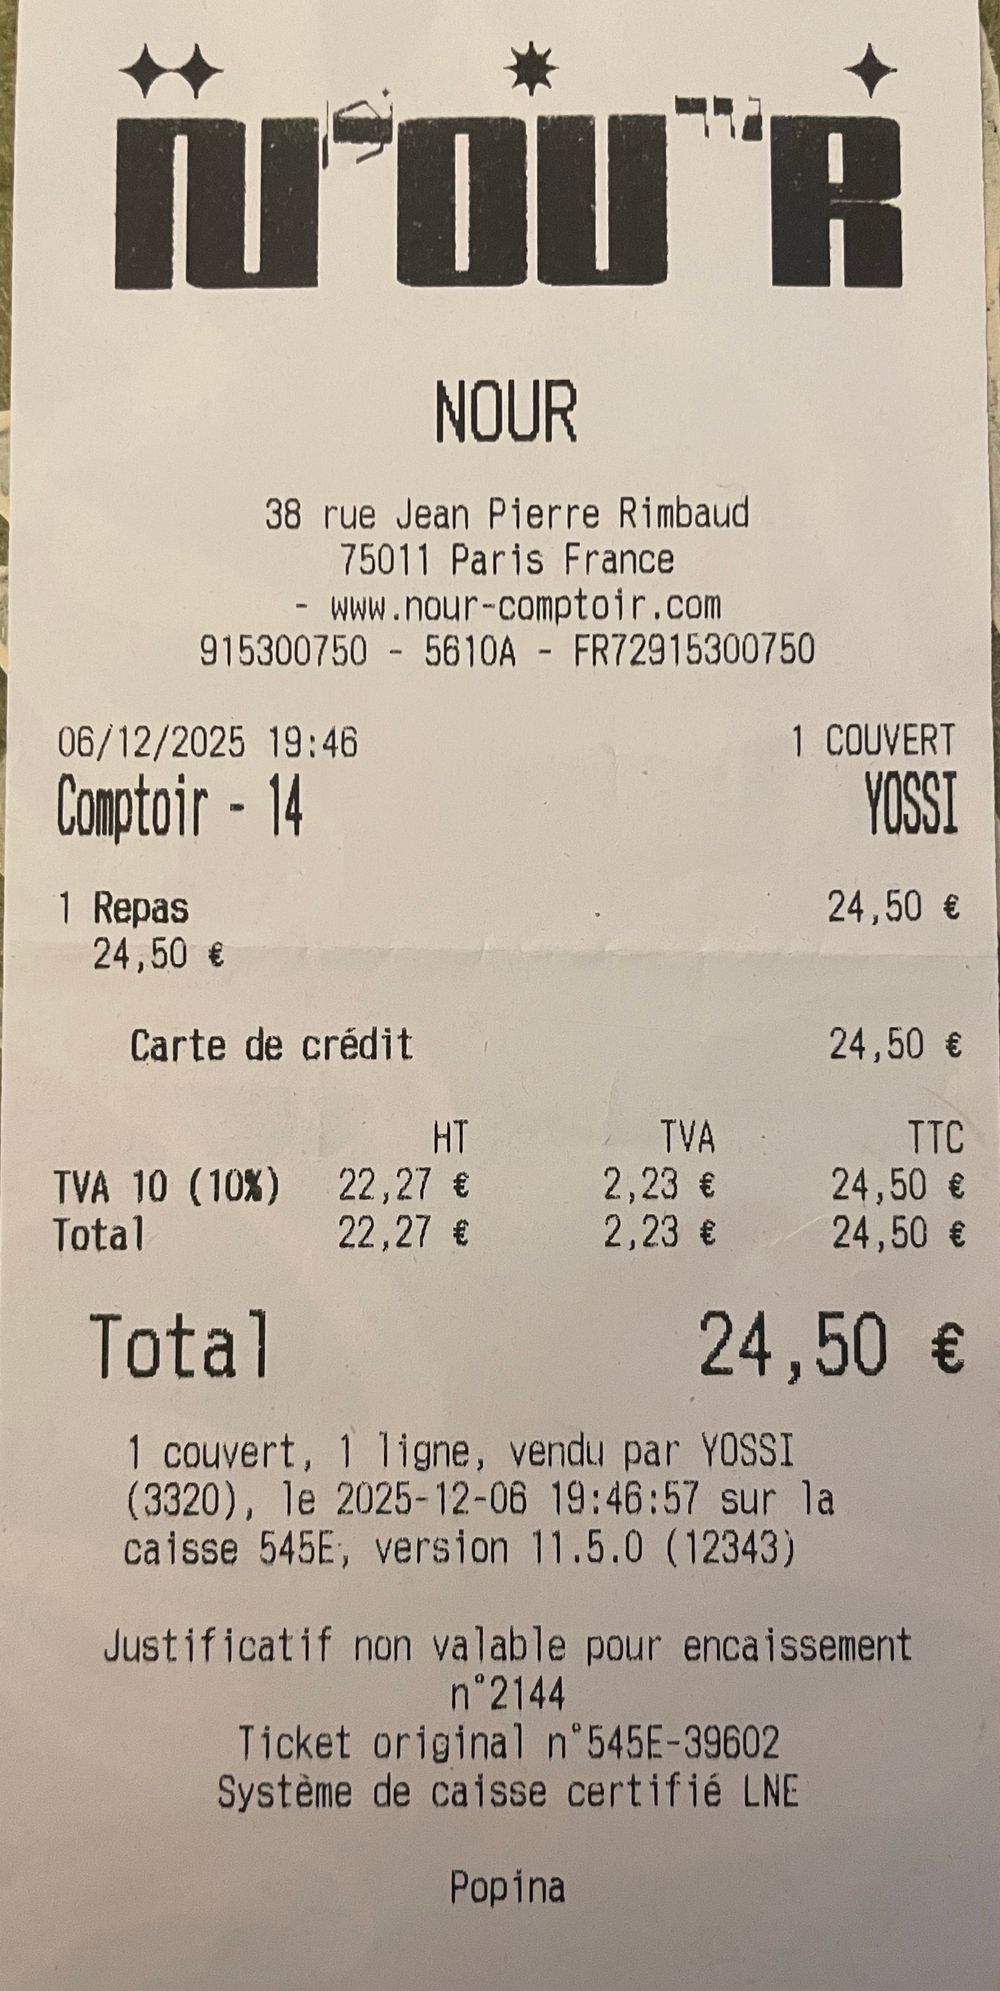 NOUR
NOUR
38 rue Jean Pierre Rimbaud
75011 Paris France
- www.nour-comptoir.com
915300750 - 5610A - FR72915300750
06/12/2025 19:46 1 COUVERT
Comptoir - 14 YOSSI
1 Repas 24,50 €
24,50 €
Carte de crédit 24,50 €
HT TVA TTC
TVA 10 (10%) 22,27 € 2,23 € 24,50 €
Total 22,27 € 2,23 € 24,50 €
Total 24,50 €
1 couvert, 1 ligne, vendu par YOSSI
(3320), le 2025-12-06 19:46:57 sur la
caisse 545E, version 11.5.0 (12343)
Justificatif non valable pour encaissement
n°2144
Ticket original n°545E-39602
Système de caisse certifié LNE
Popina